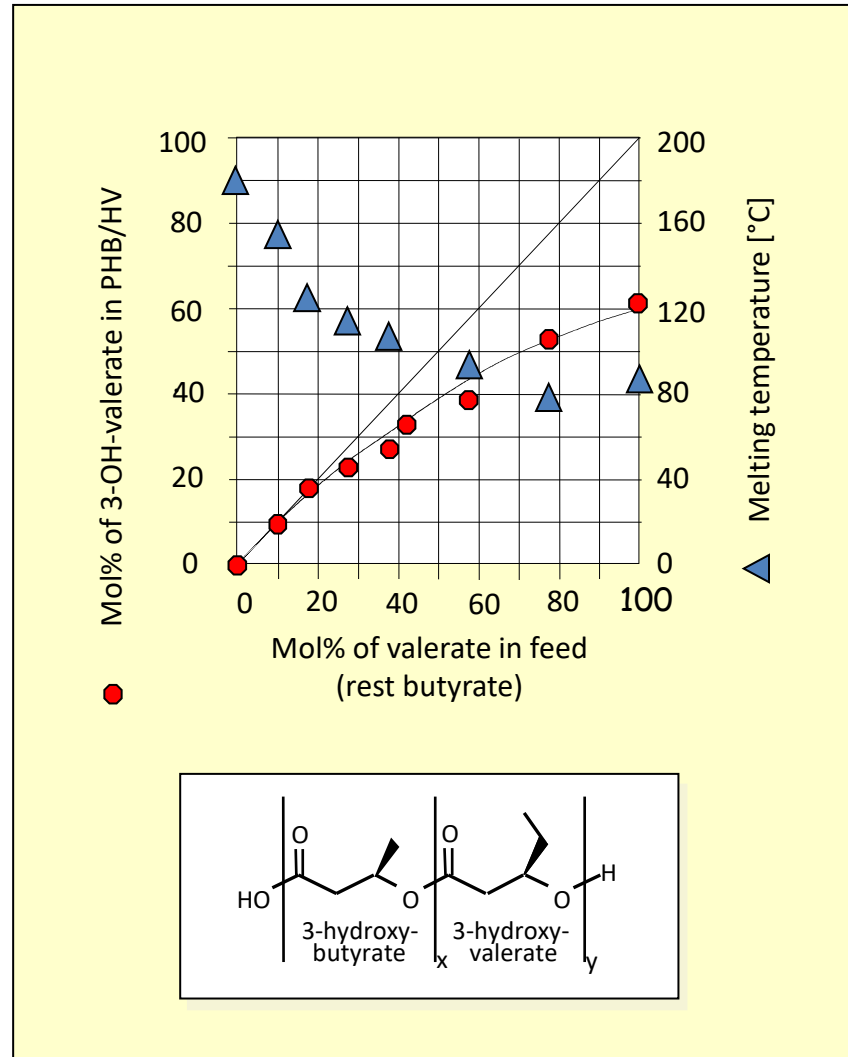 Mol% of 3-OH-valerate in PHB/HV
100
80
60
40
20
0
200
160
120
80
40
0
Melting temperature [°C]
0 20 40 60 80 100
Mol% of valerate in feed
(rest butyrate)
O
HO
O
3-hydroxy-
butyrate
x
O
O
H
3-hydroxy-
valerate
y